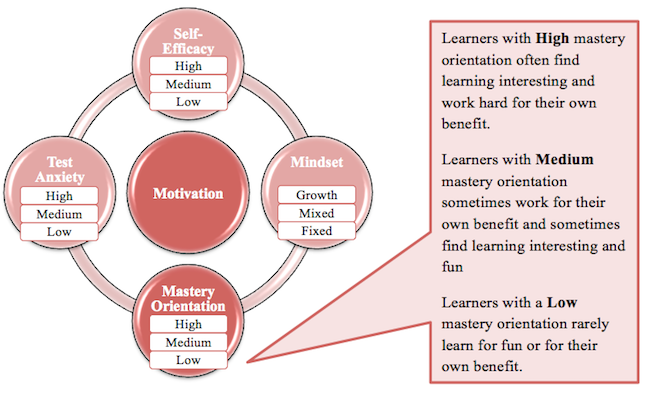 Self-
Efficacy
High
Medium
Low
Test
Anxiety
High
Medium
Low
Motivation
Mindset
Growth
Mixed
Fixed
Mastery
Orientation
High
Medium
Low
Learners with High mastery
orientation often find
learning interesting and
work hard for their own
benefit.
Learners with Medium
mastery orientation
sometimes work for their
own benefit and sometimes
find learning interesting and
fun
Learners with a Low
mastery orientation rarely
learn for fun or for their
own benefit.